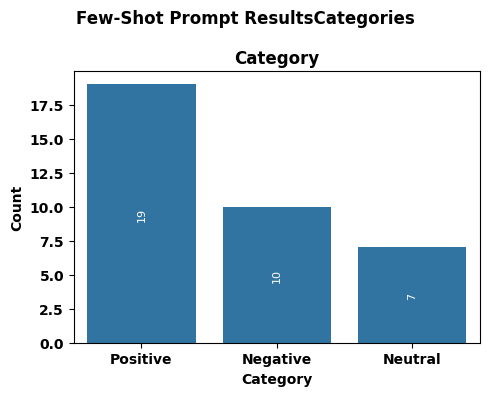 Few-Shot Prompt ResultsCategories
Category
Count
17.5
15.0
12.5
10.0
7.5
5.0
2.5
0.0
19
10
7
Positive Negative Neutral
Category